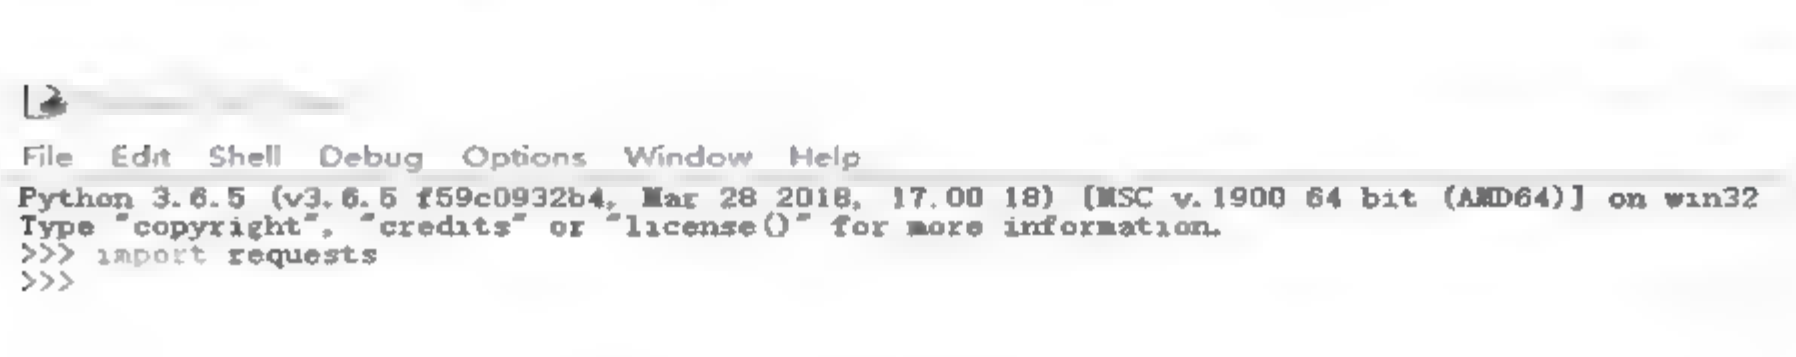 File Edit Shell Debug Options Window Help
Python 3.6.5 (v3.6.5 f59c0932b4, Mar 28 2018, 17.00 18) [MSC v.1900 64 bit (AMD64)] on win32
Type "copyright", "credits" or "license()" for more information.
>>> import requests
>>>